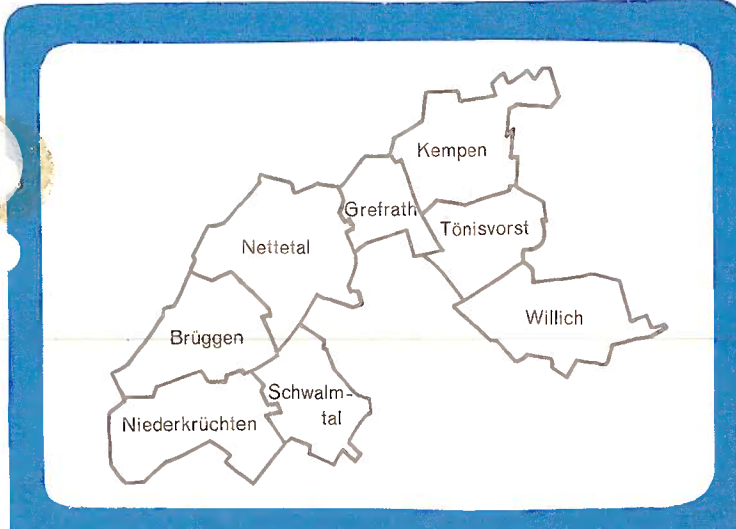 Kempen
Grefrath
Tönisvorst
Nettetal
Willich
Brüggen
Schwalm-
tal
Niederkrüchten